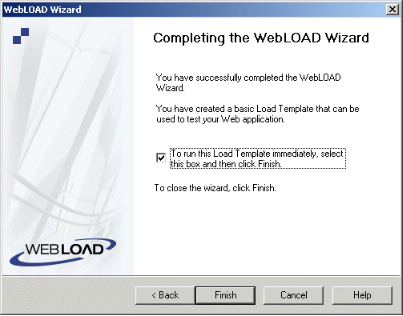 WebLOAD Wizard
Completing the WebLOAD Wizard
You have successfully completed the WebLOAD
Wizard.
You have created a basic Load Template that can be
used to test your Web application.
To run this Load Template immediately, select
this box and then click Finish.
To close the wizard, click Finish.
WEBLOAD
< Back
Finish
Cancel
Help